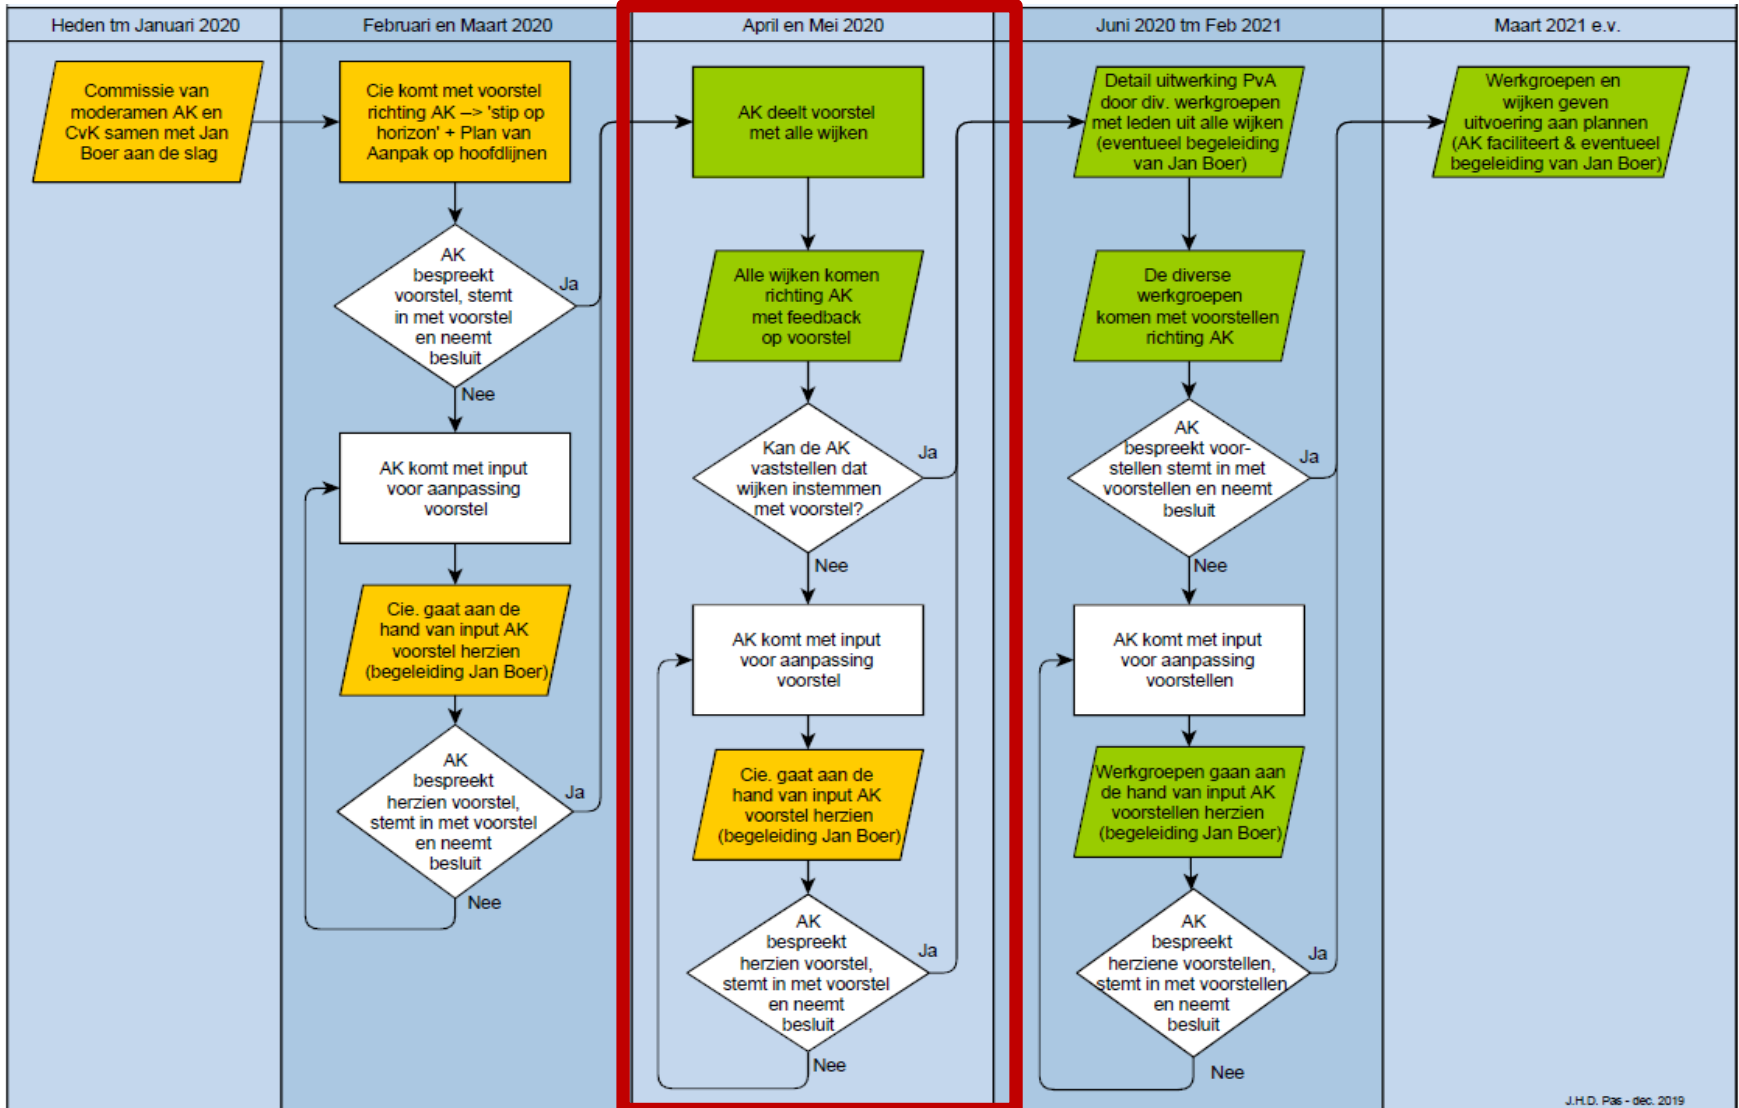 Heden tm Januari 2020
Commissie van
moderamen AK en
CvK samen met Jan
Boer aan de slag
Februari en Maart 2020
Cie komt met voorstel
richting AK –> 'stip op
horizon' + Plan van
Aanpak op hoofdlijnen
AK
bespreekt
voorstel, stemt
in met voorstel
en neemt
besluit
Ja
Nee
AK komt met input
voor aanpassing
voorstel
Cie. gaat aan de
hand van input AK
voorstel herzien
(begeleiding Jan Boer)
AK
bespreekt
herzien voorstel,
stemt in met voorstel
en neemt
besluit
Ja
Nee
April en Mei 2020
AK deelt voorstel
met alle wijken
Alle wijken komen
richting AK
met feedback
op voorstel
Kan de AK
vaststellen dat
wijken instemmen
met voorstel?
Ja
Nee
AK komt met input
voor aanpassing
voorstel
Cie. gaat aan de
hand van input AK
voorstel herzien
(begeleiding Jan Boer)
AK
bespreekt
herzien voorstel,
stemt in met voorstel
en neemt
besluit
Ja
Nee
Juni 2020 tm Feb 2021
Detail uitwerking PvA
door div. werkgroepen
met leden uit alle wijken
(eventueel begeleiding
van Jan Boer)
De diverse
werkgroepen
komen met voorstellen
richting AK
AK
bespreekt voor-
stellen stemt in met
voorstellen en neemt
besluit
Ja
Nee
AK komt met input
voor aanpassing
voorstellen
Werkgroepen gaan aan
de hand van input AK
voorstellen herzien
(begeleiding Jan Boer)
AK
bespreekt
herziene voorstellen,
stemt in met voorstellen
en neemt
besluit
Ja
Nee
Maart 2021 e.v.
Werkgroepen en
wijken geven
uitvoering aan plannen
(AK faciliteert & eventueel
begeleiding van Jan Boer)
J.H.D. Pas - dec. 2019